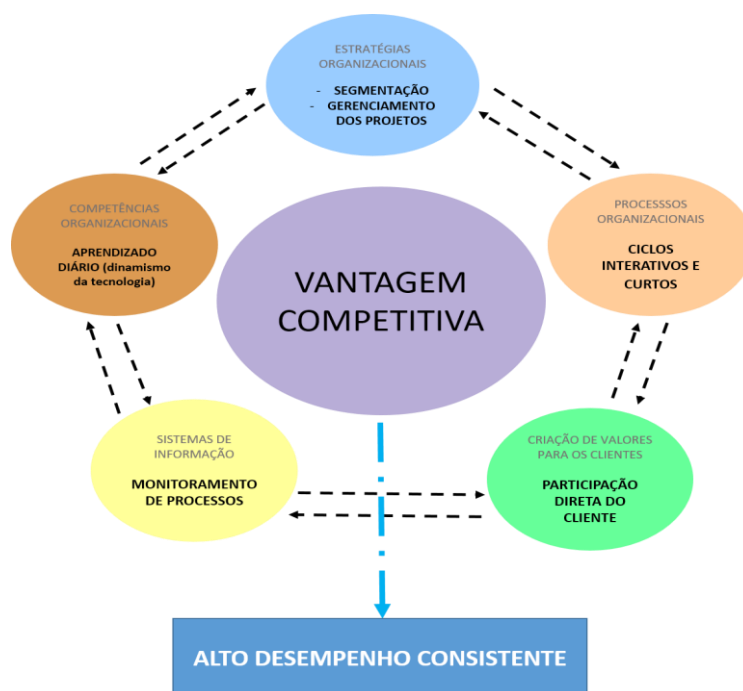 ESTRATÉGIAS
ORGANIZACIONAIS
- SEGMENTAÇÃO
- GERENCIAMENTO
DOS PROJETOS
COMPETÊNCIAS
ORGANIZACIONAIS
APRENDIZADO
DIÁRIO (dinamismo
da tecnologia)
PROCESSSOS
ORGANIZACIONAIS
CICLOS
INTERATIVOS E
CURTOS
VANTAGEM
COMPETITIVA
SISTEMAS DE
INFORMAÇÃO
MONITORAMENTO
DE PROCESSOS
CRIAÇÃO DE VALORES
PARA OS CLIENTES
PARTICIPAÇÃO
DIRETA DO
CLIENTE
ALTO DESEMPENHO CONSISTENTE